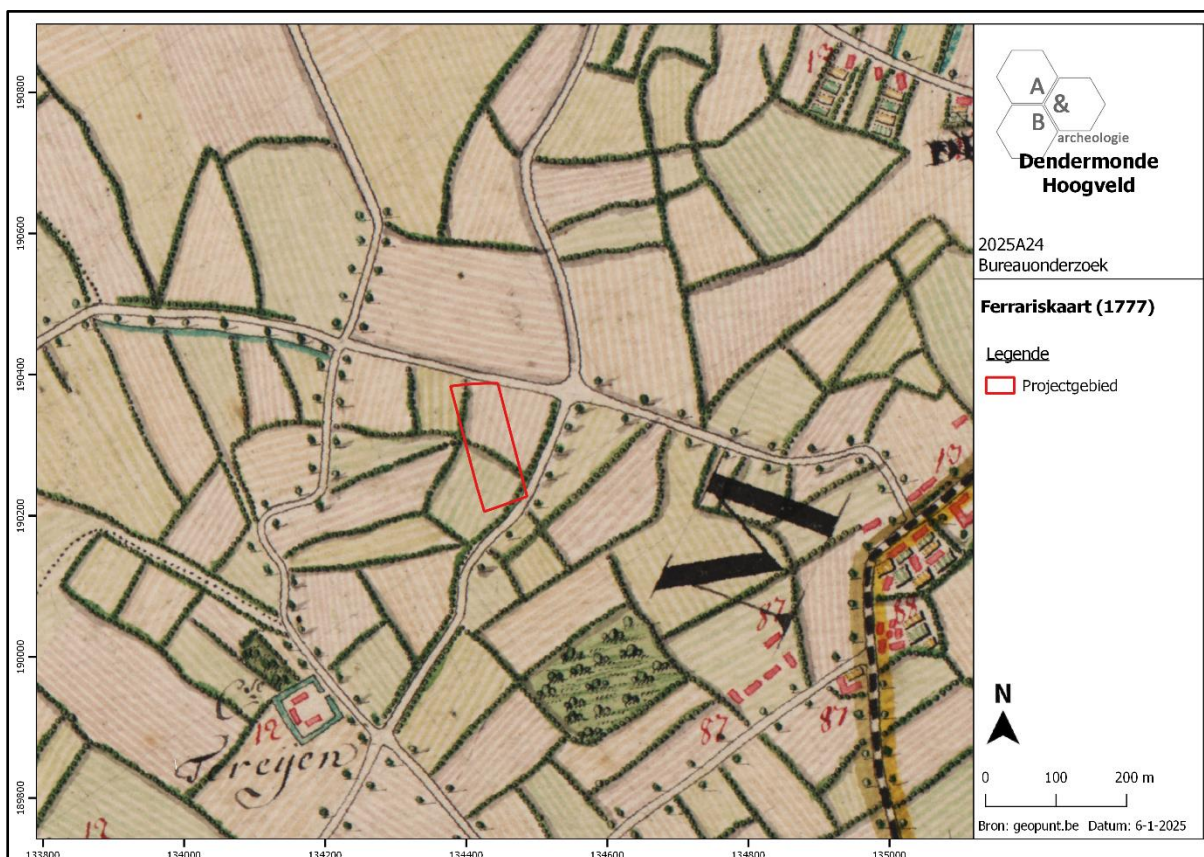 190800
190600
190400
190200
190000
189800
133800
134000
134200
134400
134600
134800
135000
13
13
87
88
87
87
12
12
Tereyen
A
&
B
archeologie
Dendermonde
Hoogveld
2025A24
Bureauonderzoek
Ferrariskaart (1777)
Legende
Projectgebied
N
0 100 200 m
Bron: geopunt.be Datum: 6-1-2025